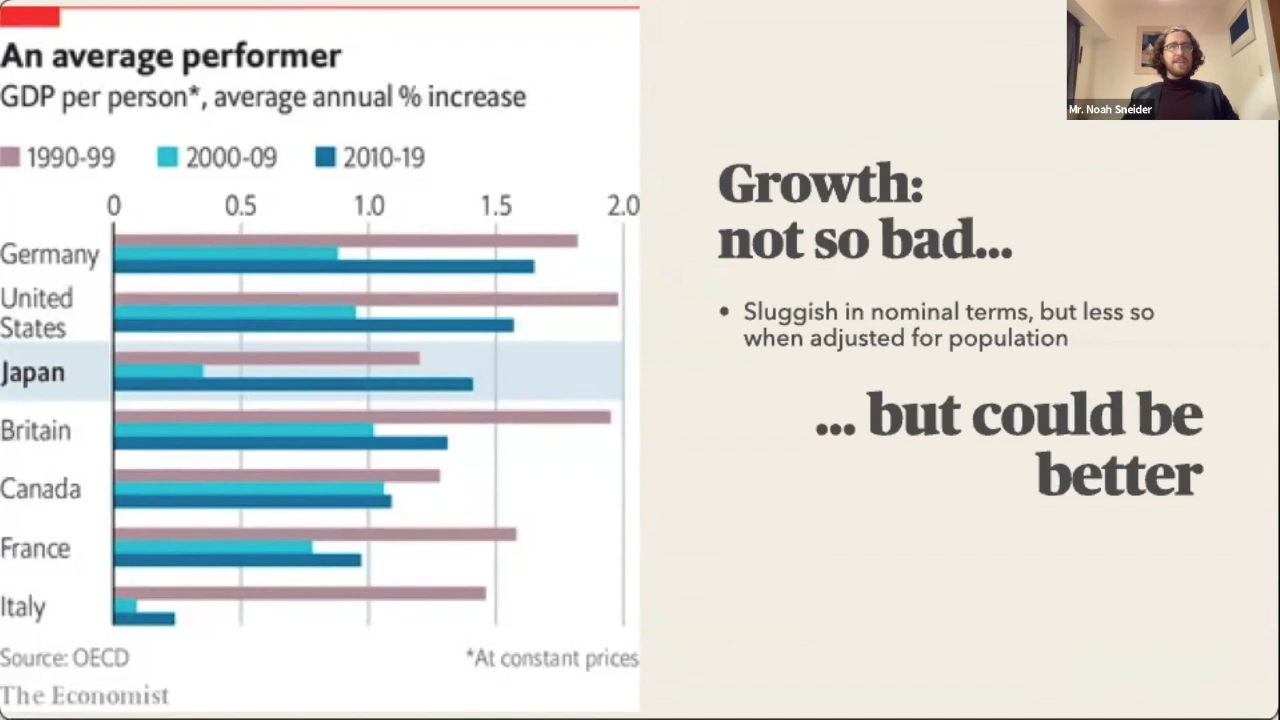 An average performer
GDP per person*, average annual % increase
1990-99 2000-09 2010-19
0 0.5 1.0 1.5 2.0
Germany
United
States
Japan
Britain
Canada
France
Italy
Source: OECD *At constant prices
The Economist
Mr. Noah Sneider
Growth:
not so bad...
• Sluggish in nominal terms, but less so
when adjusted for population
... but could be
better